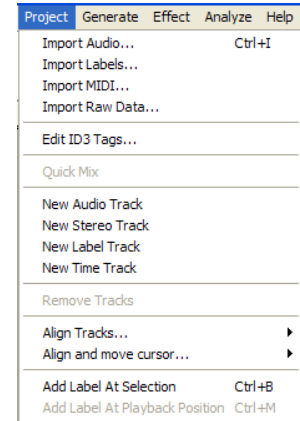 Project Generate Effect Analyze Help
Import Audio... Ctrl+I
Import Labels...
Import MIDI...
Import Raw Data...
Edit ID3 Tags...
Quick Mix
New Audio Track
New Stereo Track
New Label Track
New Time Track
Remove Tracks
Align Tracks...
Align and move cursor...
Add Label At Selection Ctrl+B
Add Label At Playback Position Ctrl+M